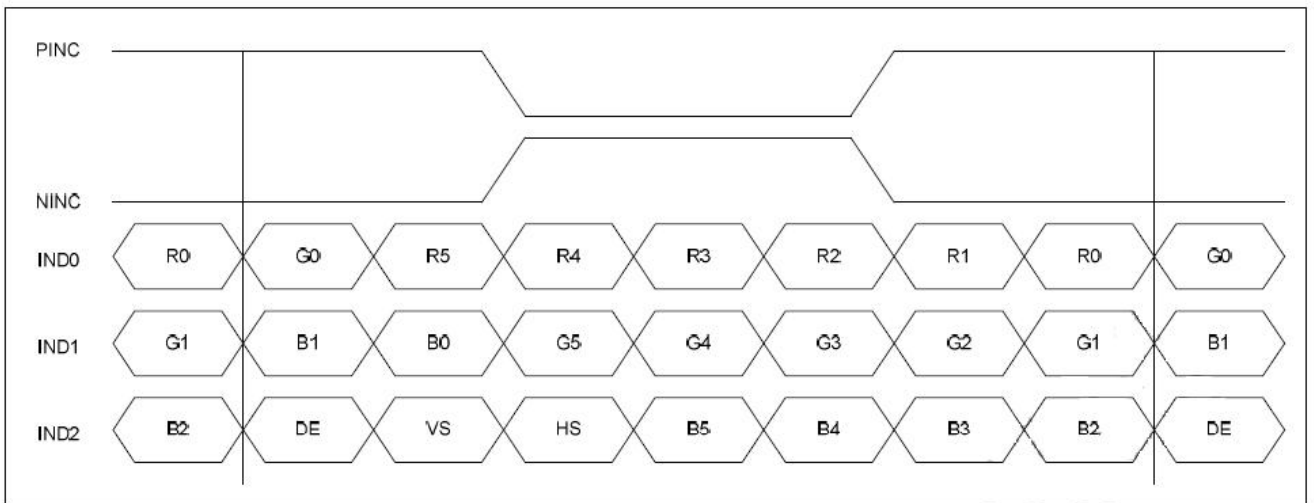 PINC
NINC
IND0 R0 G0 R5 R4 R3 R2 R1 R0 G0
IND1 G1 B1 B0 G5 G4 G3 G2 G1 B1
IND2 B2 DE VS HS B5 B4 B3 B2 DE